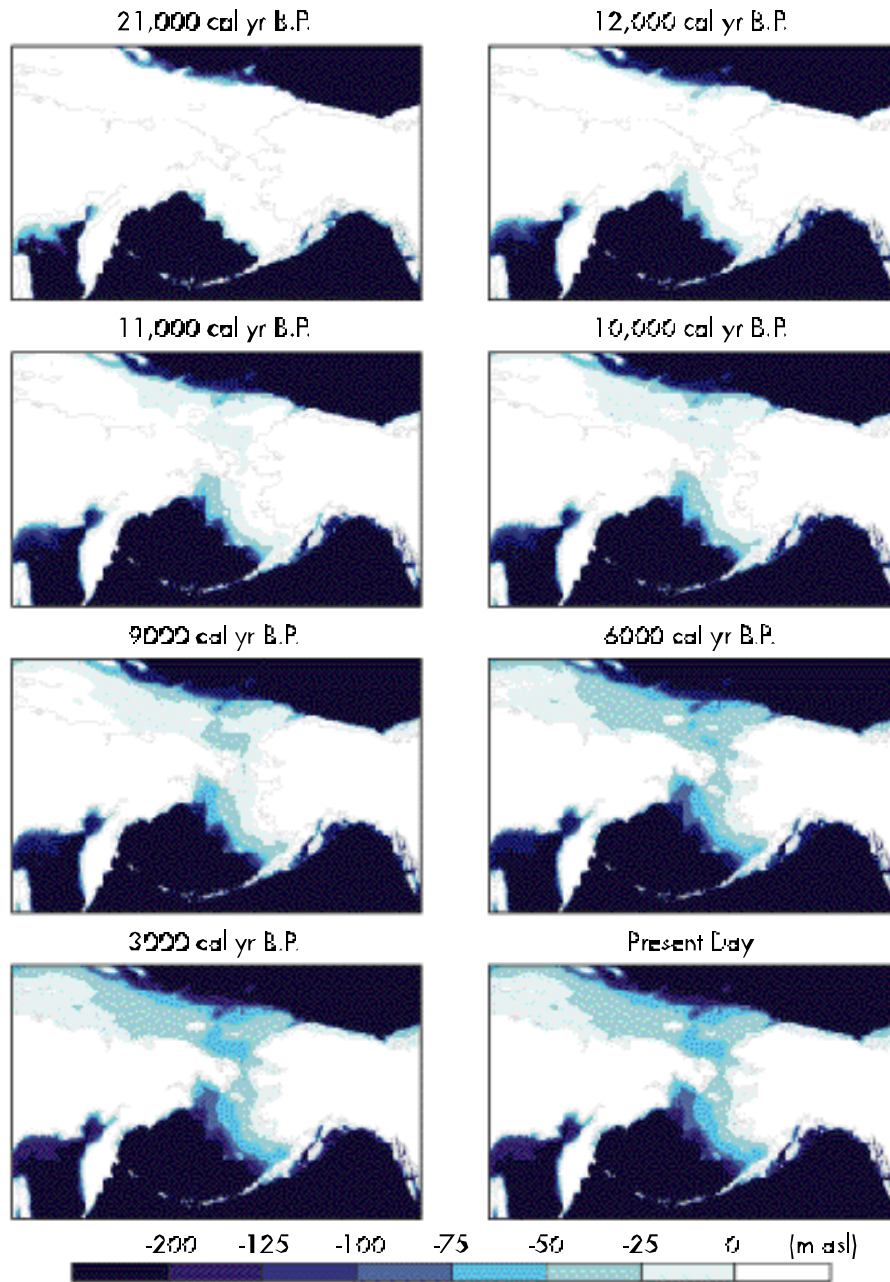 21,000 cal yr B.P. 12,000 cal yr B.P.
11,000 cal yr B.P. 10,000 cal yr B.P.
9000 cal yr B.P. 6000 cal yr B.P.
3000 cal yr B.P. Present Day
-200 -125 -100 -75 -50 -25 0 (m asl)